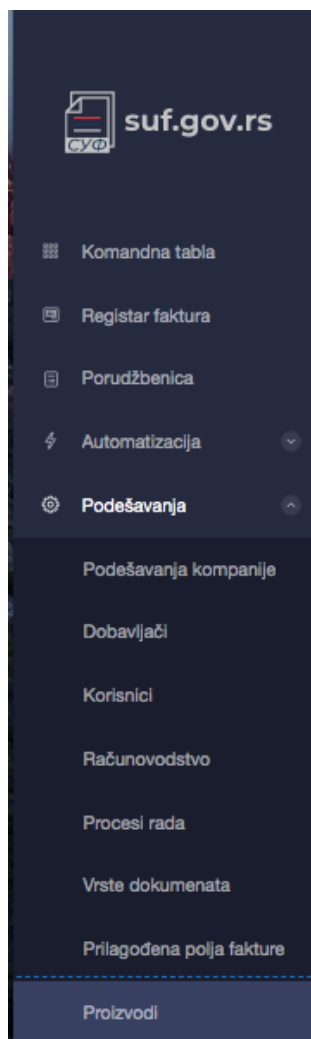 СУФ
suf.gov.rs
Komandna tabla
Registar faktura
Porudžbenica
Automatizacija
Podešavanja
Podešavanja kompanije
Dobavljači
Korisnici
Računovodstvo
Procesi rada
Vrste dokumenata
Prilagođena polja fakture
Proizvodi